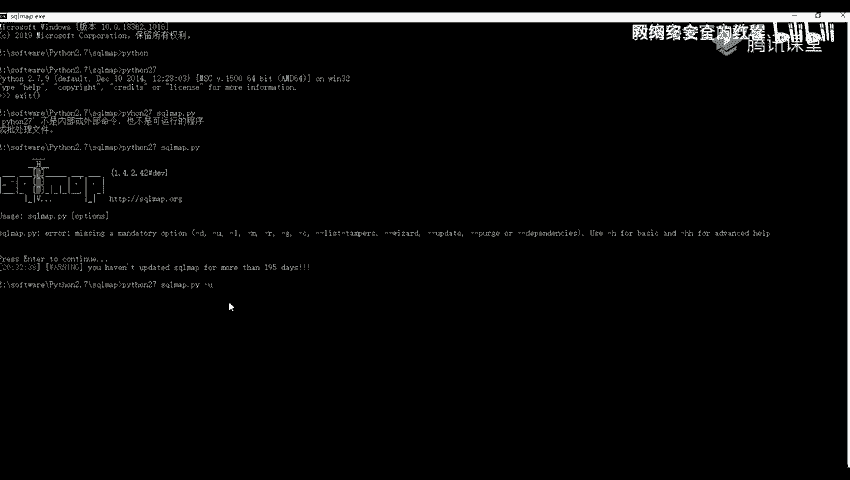 sqlmap.exe
Microsoft Windows [版本 10.0.18362.1016]
(c) 2019 Microsoft Corporation。保留所有权利。
:\software\Python2.7\sqlmap>python
:\software\Python2.7\sqlmap>python27
Python 2.7.9 (default, Dec 10 2014, 12:28:03) [MSC v.1500 64 bit (AMD64)] on win32
Type "help", "copyright", "credits" or "license" for more information.
>>> exit()
:\software\Python2.7\sqlmap>pyhon27 sqlmap.py
'pyhon27' 不是内部或外部命令，也不是可运行的程序
或批处理文件。
:\software\Python2.7\sqlmap>python27 sqlmap.py
{1.4.2.42#dev}
http://sqlmap.org
Usage: sqlmap.py [options]
sqlmap.py: error: missing a mandatory option (-d, -u, -l, -m, -r, -g, -c, --list-tampers, --wizard, --update, --purge or --dependencies). Use -h for basic and -hh for advanced help
Press Enter to continue...
[20:32:38] [WARNING] you haven't updated sqlmap for more than 195 days!!!
:\software\Python2.7\sqlmap>python27 sqlmap.py -u
腾讯课堂